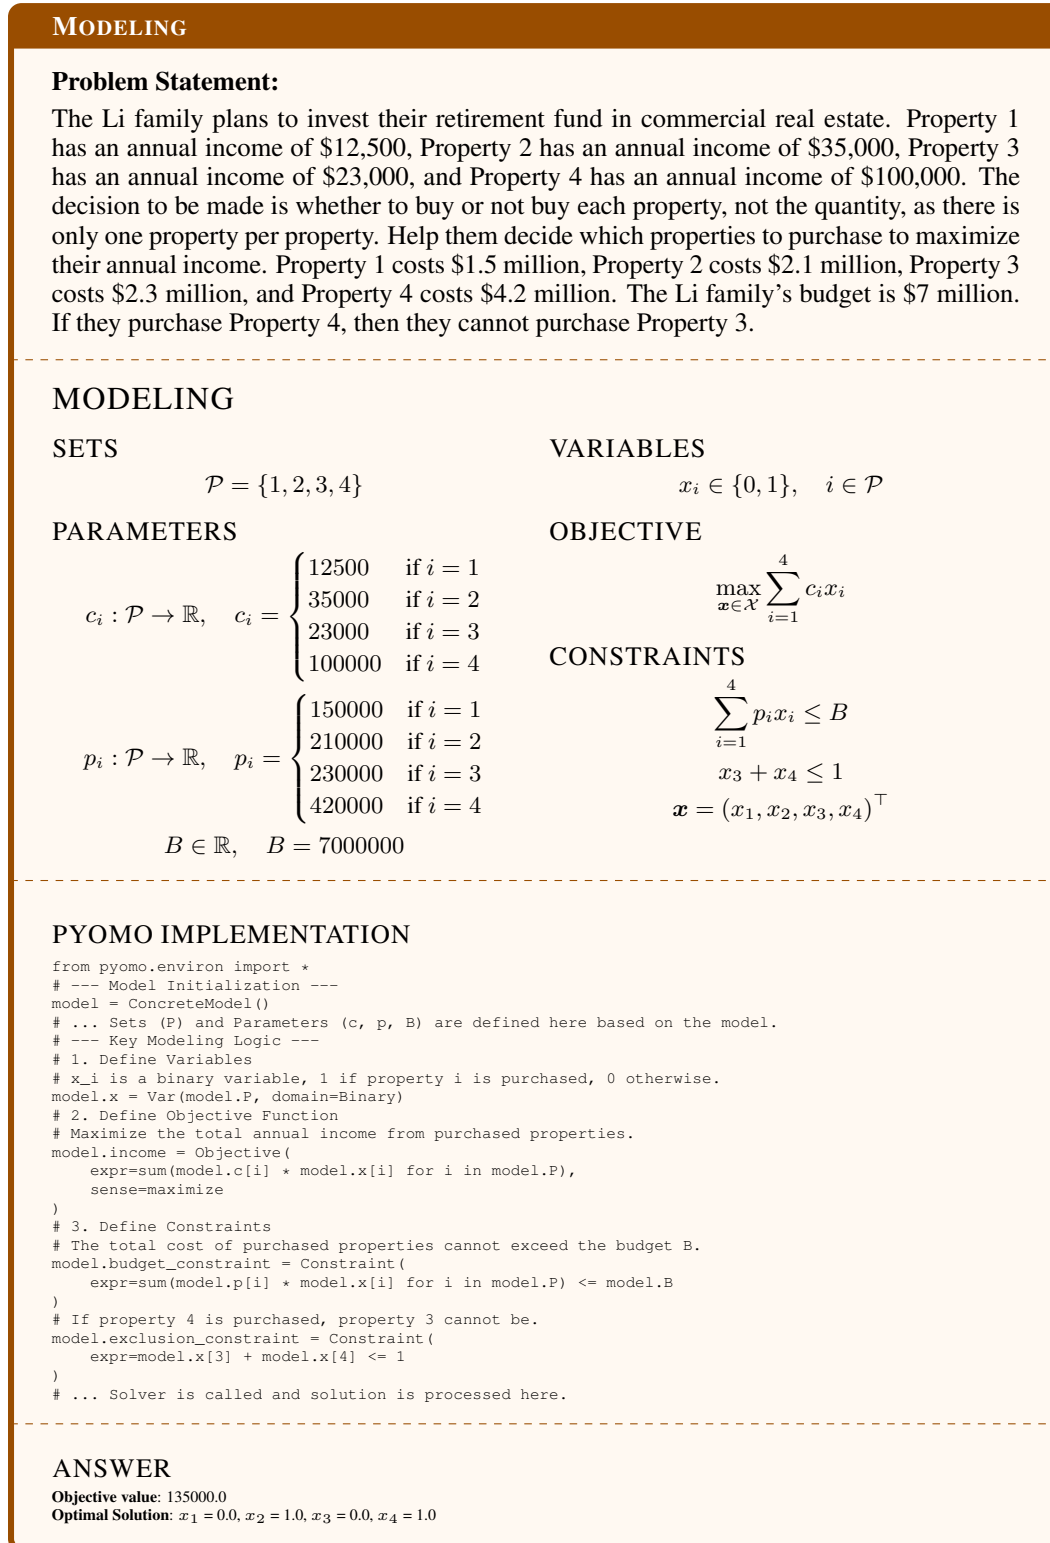 MODELING
Problem Statement:
The Li family plans to invest their retirement fund in commercial real estate. Property 1
has an annual income of $12,500, Property 2 has an annual income of $35,000, Property 3
has an annual income of $23,000, and Property 4 has an annual income of $100,000. The
decision to be made is whether to buy or not buy each property, not the quantity, as there is
only one property per property. Help them decide which properties to purchase to maximize
their annual income. Property 1 costs $1.5 million, Property 2 costs $2.1 million, Property 3
costs $2.3 million, and Property 4 costs $4.2 million. The Li family's budget is $7 million.
If they purchase Property 4, then they cannot purchase Property 3.
MODELING
SETS
𝒫 = {1, 2, 3, 4}
PARAMETERS
c_i : 𝒫 → ℝ, c_i = { 12500 if i = 1
35000 if i = 2
23000 if i = 3
100000 if i = 4
p_i : 𝒫 → ℝ, p_i = { 150000 if i = 1
210000 if i = 2
230000 if i = 3
420000 if i = 4
B ∈ ℝ, B = 7000000
VARIABLES
x_i ∈ {0, 1}, i ∈ 𝒫
OBJECTIVE
max_{x∈𝒳} ∑_{i=1}^{4} c_i x_i
CONSTRAINTS
∑_{i=1}^{4} p_i x_i ≤ B
x_3 + x_4 ≤ 1
x = (x_1, x_2, x_3, x_4)^⊤
PYOMO IMPLEMENTATION
from pyomo.environ import *
# --- Model Initialization ---
model = ConcreteModel()
# ... Sets (P) and Parameters (c, p, B) are defined here based on the model.
# --- Key Modeling Logic ---
# 1. Define Variables
# x_i is a binary variable, 1 if property i is purchased, 0 otherwise.
model.x = Var(model.P, domain=Binary)
# 2. Define Objective Function
# Maximize the total annual income from purchased properties.
model.income = Objective(
    expr=sum(model.c[i] * model.x[i] for i in model.P),
    sense=maximize
)
# 3. Define Constraints
# The total cost of purchased properties cannot exceed the budget B.
model.budget_constraint = Constraint(
    expr=sum(model.p[i] * model.x[i] for i in model.P) <= model.B
)
# If property 4 is purchased, property 3 cannot be.
model.exclusion_constraint = Constraint(
    expr=model.x[3] + model.x[4] <= 1
)
# ... Solver is called and solution is processed here.
ANSWER
Objective value: 135000.0
Optimal Solution: x_1 = 0.0, x_2 = 1.0, x_3 = 0.0, x_4 = 1.0